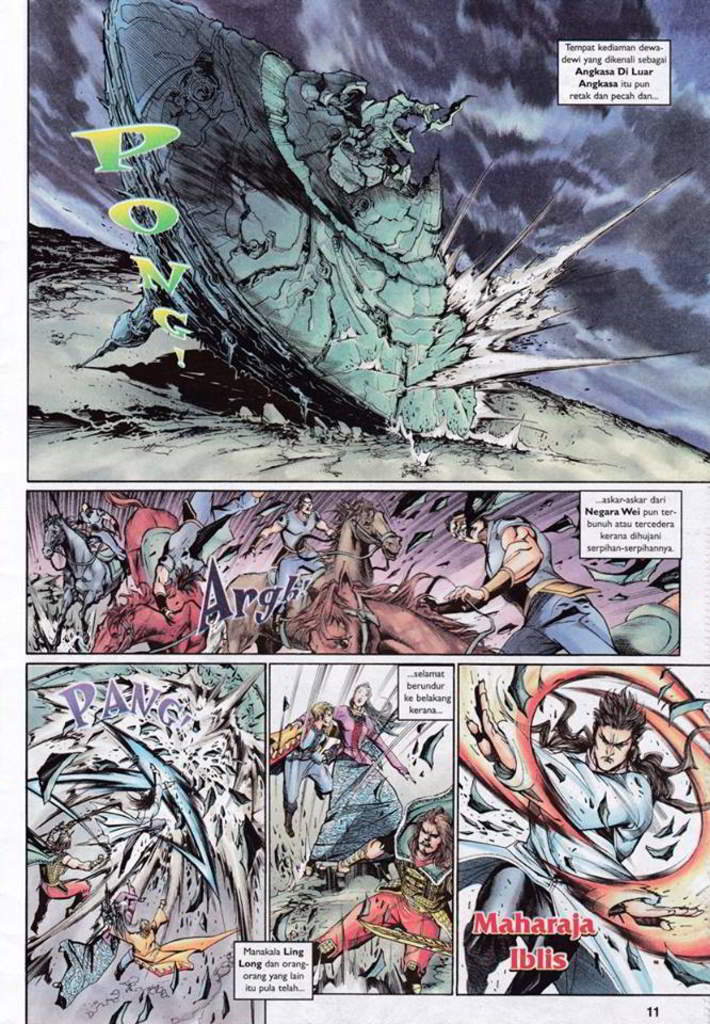 Tempat kediaman dewa-
dewi yang dikenali sebagai
Angkasa Di Luar
Angkasa itu pun
retak dan pecah dan...
PONG!
...askar-askar dari
Negara Wei pun ter-
bunuh atau tercedera
kerana dihujani
serpihan-serpihannya.
Argh!
PANG!
Manakala Ling
Long dan orang-
orang yang lain
itu pula telah...
...selamat
berundur
ke belakang
kerana...
Maharaja
Iblis
11